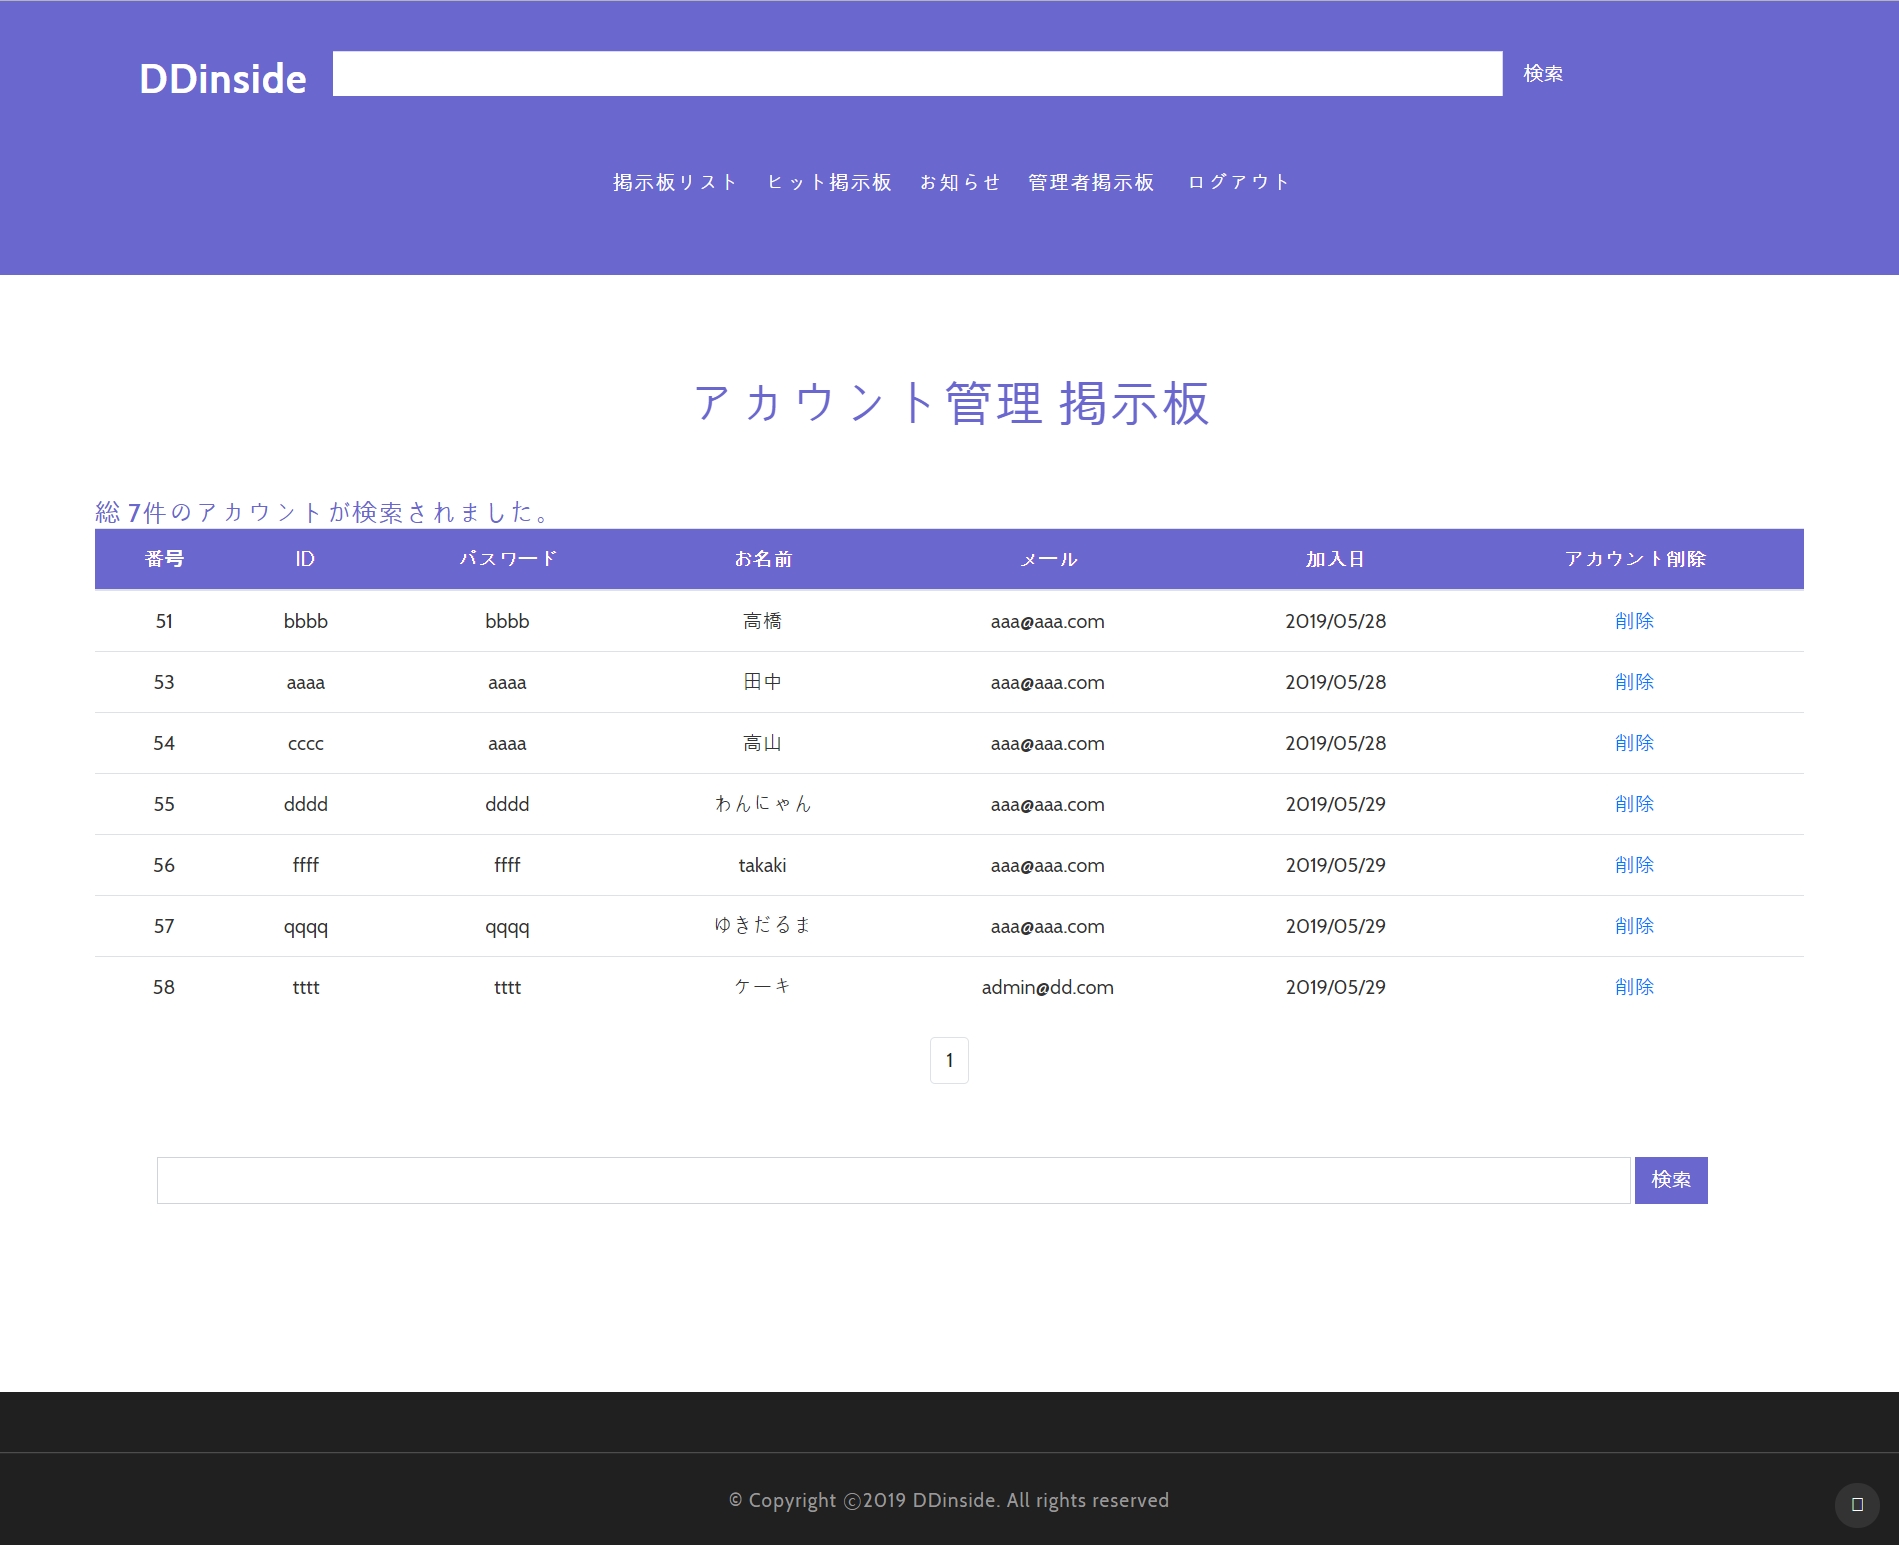 DDinside 検索
掲示板リスト ヒット掲示板 お知らせ 管理者掲示板 ログアウト
アカウント管理 掲示板
総 7件のアカウントが検索されました。
番号 ID パスワード お名前 メール 加入日 アカウント削除
51 bbbb bbbb 高橋 aaa@aaa.com 2019/05/28 削除
53 aaaa aaaa 田中 aaa@aaa.com 2019/05/28 削除
54 cccc aaaa 高山 aaa@aaa.com 2019/05/28 削除
55 dddd dddd わんにゃん aaa@aaa.com 2019/05/29 削除
56 ffff ffff takaki aaa@aaa.com 2019/05/29 削除
57 qqqq qqqq ゆきだるま aaa@aaa.com 2019/05/29 削除
58 tttt tttt ケーキ admin@dd.com 2019/05/29 削除
1
検索
© Copyright ⓒ2019 DDinside. All rights reserved